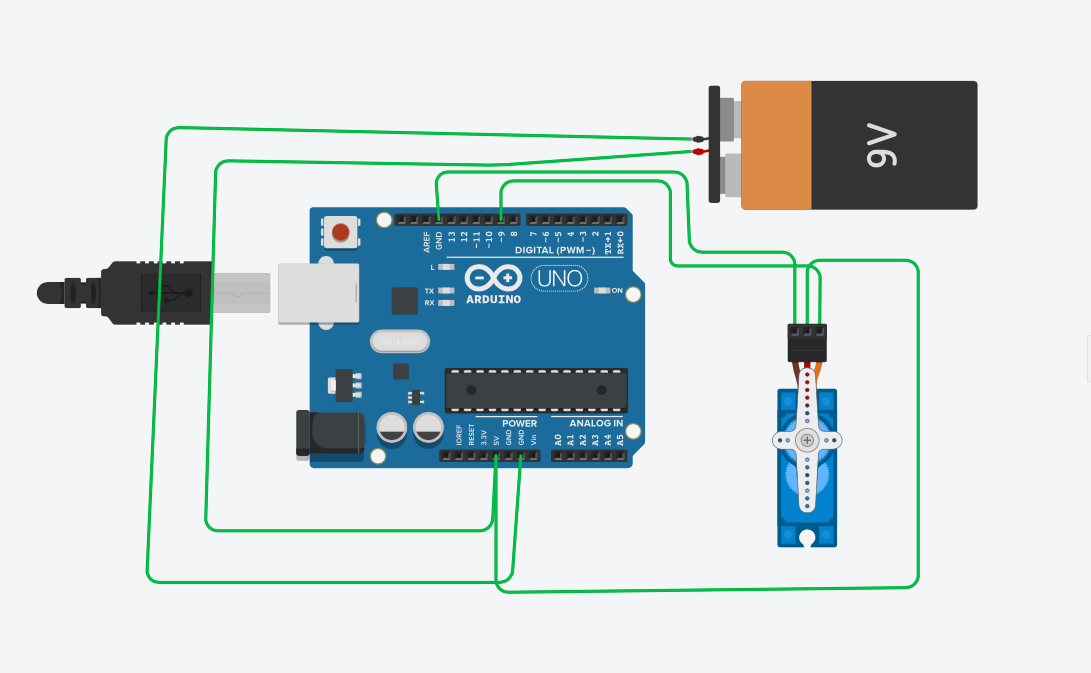 9V
AREF
GND
13
12
~11
~10
~9
8
7
~6
~5
4
~3
2
TX→1
RX←0
DIGITAL (PWM~)
L
TX
RX
UNO
ARDUINO
ON
POWER
ANALOG IN
IOREF
RESET
3.3V
5V
GND
GND
Vin
A0
A1
A2
A3
A4
A5